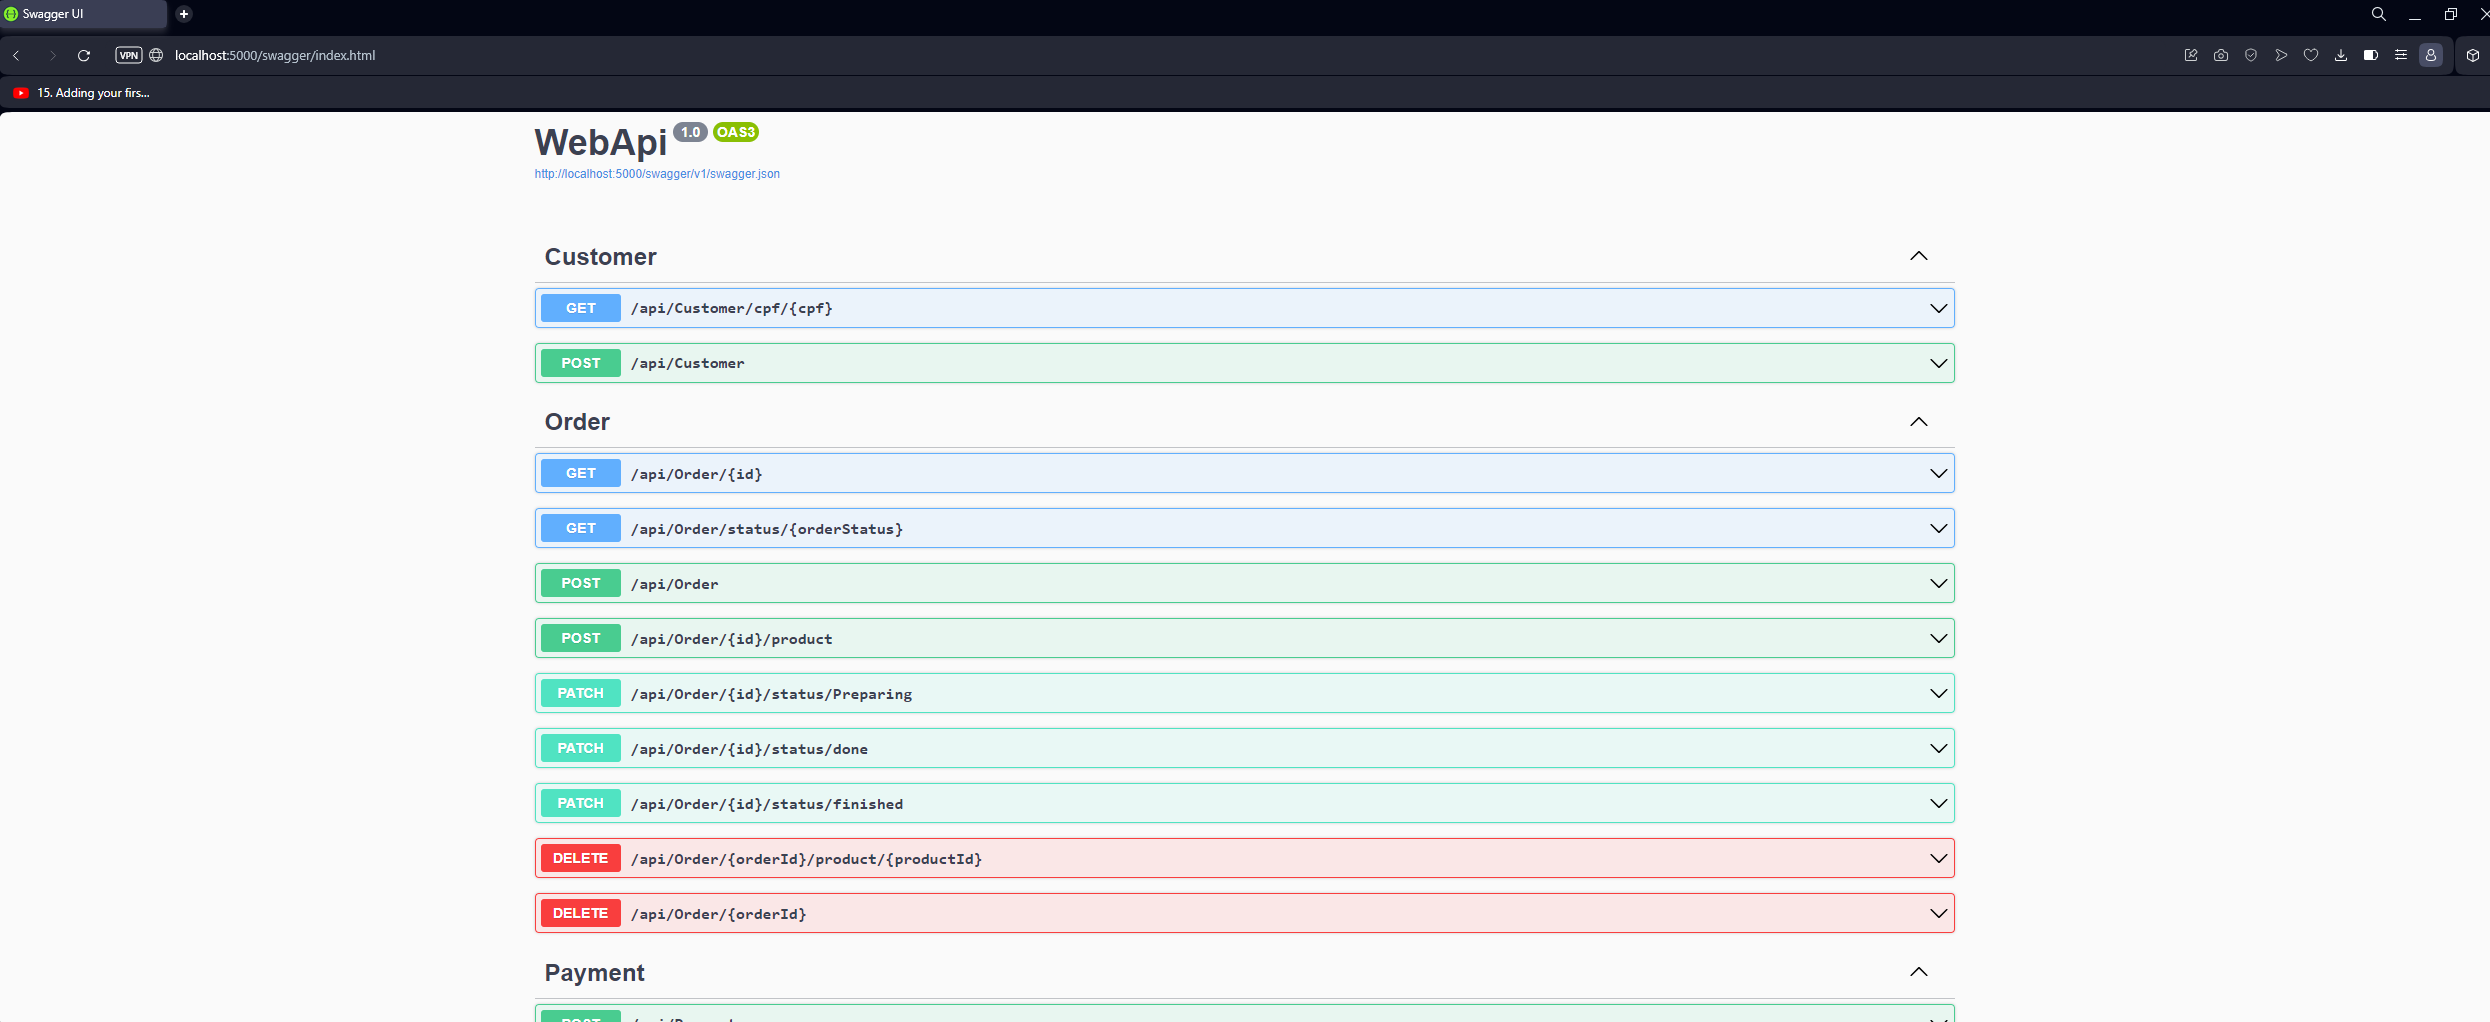 Swagger UI
VPN localhost:5000/swagger/index.html
15. Adding your firs...
WebApi 1.0 OAS3
http://localhost:5000/swagger/v1/swagger.json
Customer
GET /api/Customer/cpf/{cpf}
POST /api/Customer
Order
GET /api/Order/{id}
GET /api/Order/status/{orderStatus}
POST /api/Order
POST /api/Order/{id}/product
PATCH /api/Order/{id}/status/Preparing
PATCH /api/Order/{id}/status/done
PATCH /api/Order/{id}/status/finished
DELETE /api/Order/{orderId}/product/{productId}
DELETE /api/Order/{orderId}
Payment
POST